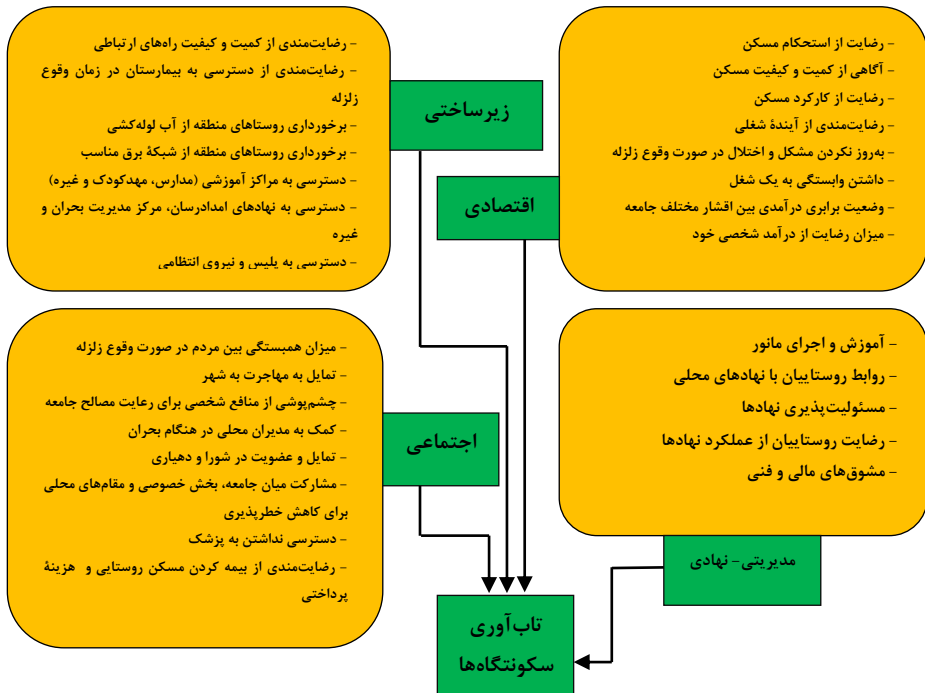 - رضایت از استحکام مسکن
- آگاهی از کمیت و کیفیت مسکن
- رضایت از کارکرد مسکن
- رضایت‌مندی از آیندهٔ شغلی
- به‌روز نکردن مشکل و اختلال در صورت وقوع زلزله
- داشتن وابستگی به یک شغل
- وضعیت برابری درآمدی بین اقشار مختلف جامعه
- میزان رضایت از درآمد شخصی خود
اقتصادی
- رضایت‌مندی از کمیت و کیفیت راه‌های ارتباطی
- رضایت‌مندی از دسترسی به بیمارستان در زمان وقوع
زلزله
- برخورداری روستاهای منطقه از آب لوله‌کشی
- برخورداری روستاهای منطقه از شبکهٔ برق مناسب
- دسترسی به مراکز آموزشی (مدارس، مهدکودک و غیره)
- دسترسی به نهادهای امدادرسان، مرکز مدیریت بحران و
غیره
- دسترسی به پلیس و نیروی انتظامی
زیرساختی
- آموزش و اجرای مانور
- روابط روستاییان با نهادهای محلی
- مسئولیت‌پذیری نهادها
- رضایت روستاییان از عملکرد نهادها
- مشوق‌های مالی و فنی
مدیریتی- نهادی
- میزان همبستگی بین مردم در صورت وقوع زلزله
- تمایل به مهاجرت به شهر
- چشم‌پوشی از منافع شخصی برای رعایت مصالح جامعه
- کمک به مدیران محلی در هنگام بحران
- تمایل و عضویت در شورا و دهیاری
- مشارکت میان جامعه، بخش خصوصی و مقام‌های محلی
برای کاهش خطرپذیری
- دسترسی نداشتن به پزشک
- رضایت‌مندی از بیمه کردن مسکن روستایی و هزینهٔ
پرداختی
اجتماعی
تاب‌آوری
سکونتگاه‌ها